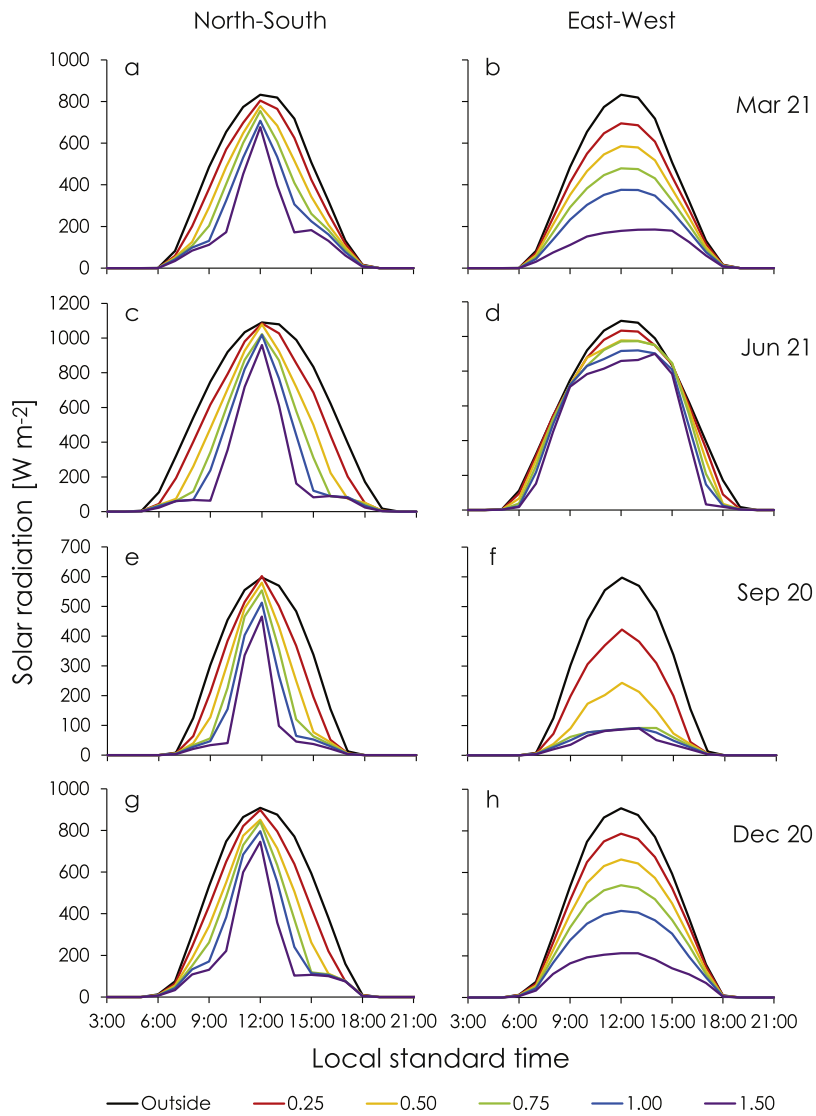 North-South East-West
a b
Mar 21
1000
800
600
400
200
0
c d
Jun 21
1200
1000
800
600
400
200
0
Solar radiation [W m-2]
e f
Sep 20
700
600
500
400
300
200
100
0
g h
Dec 20
1000
800
600
400
200
0
3:00 6:00 9:00 12:00 15:00 18:00 21:00 3:00 6:00 9:00 12:00 15:00 18:00 21:00
Local standard time
Outside 0.25 0.50 0.75 1.00 1.50